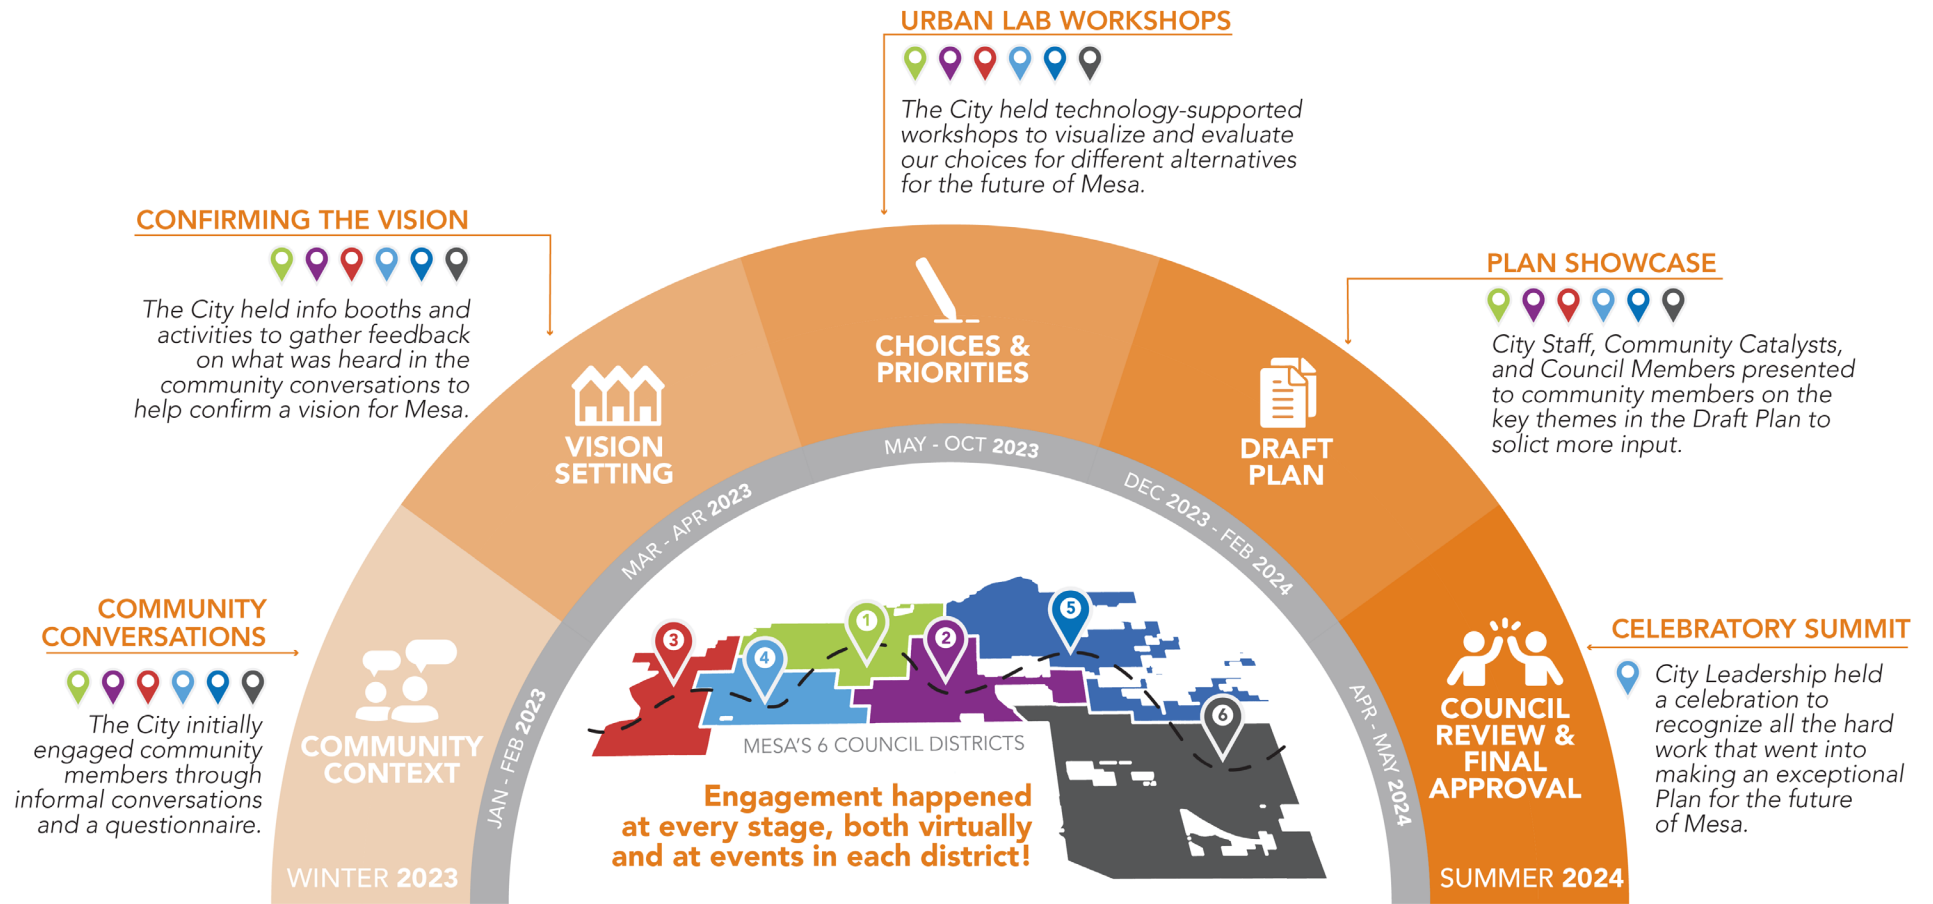 URBAN LAB WORKSHOPS
The City held technology-supported
workshops to visualize and evaluate
our choices for different alternatives
for the future of Mesa.
CONFIRMING THE VISION
The City held info booths and
activities to gather feedback
on what was heard in the
community conversations to
help confirm a vision for Mesa.
PLAN SHOWCASE
City Staff, Community Catalysts,
and Council Members presented
to community members on the
key themes in the Draft Plan to
solict more input.
COMMUNITY
CONVERSATIONS
The City initially
engaged community
members through
informal conversations
and a questionnaire.
CELEBRATORY SUMMIT
City Leadership held
a celebration to
recognize all the hard
work that went into
making an exceptional
Plan for the future
of Mesa.
COMMUNITY
CONTEXT
WINTER 2023
JAN - FEB 2023
VISION
SETTING
MAR - APR 2023
CHOICES &
PRIORITIES
MAY - OCT 2023
DRAFT
PLAN
DEC 2023 - FEB 2024
COUNCIL
REVIEW &
FINAL
APPROVAL
SUMMER 2024
APR - MAY 2024
3
4
1
2
5
6
MESA'S 6 COUNCIL DISTRICTS
Engagement happened
at every stage, both virtually
and at events in each district!